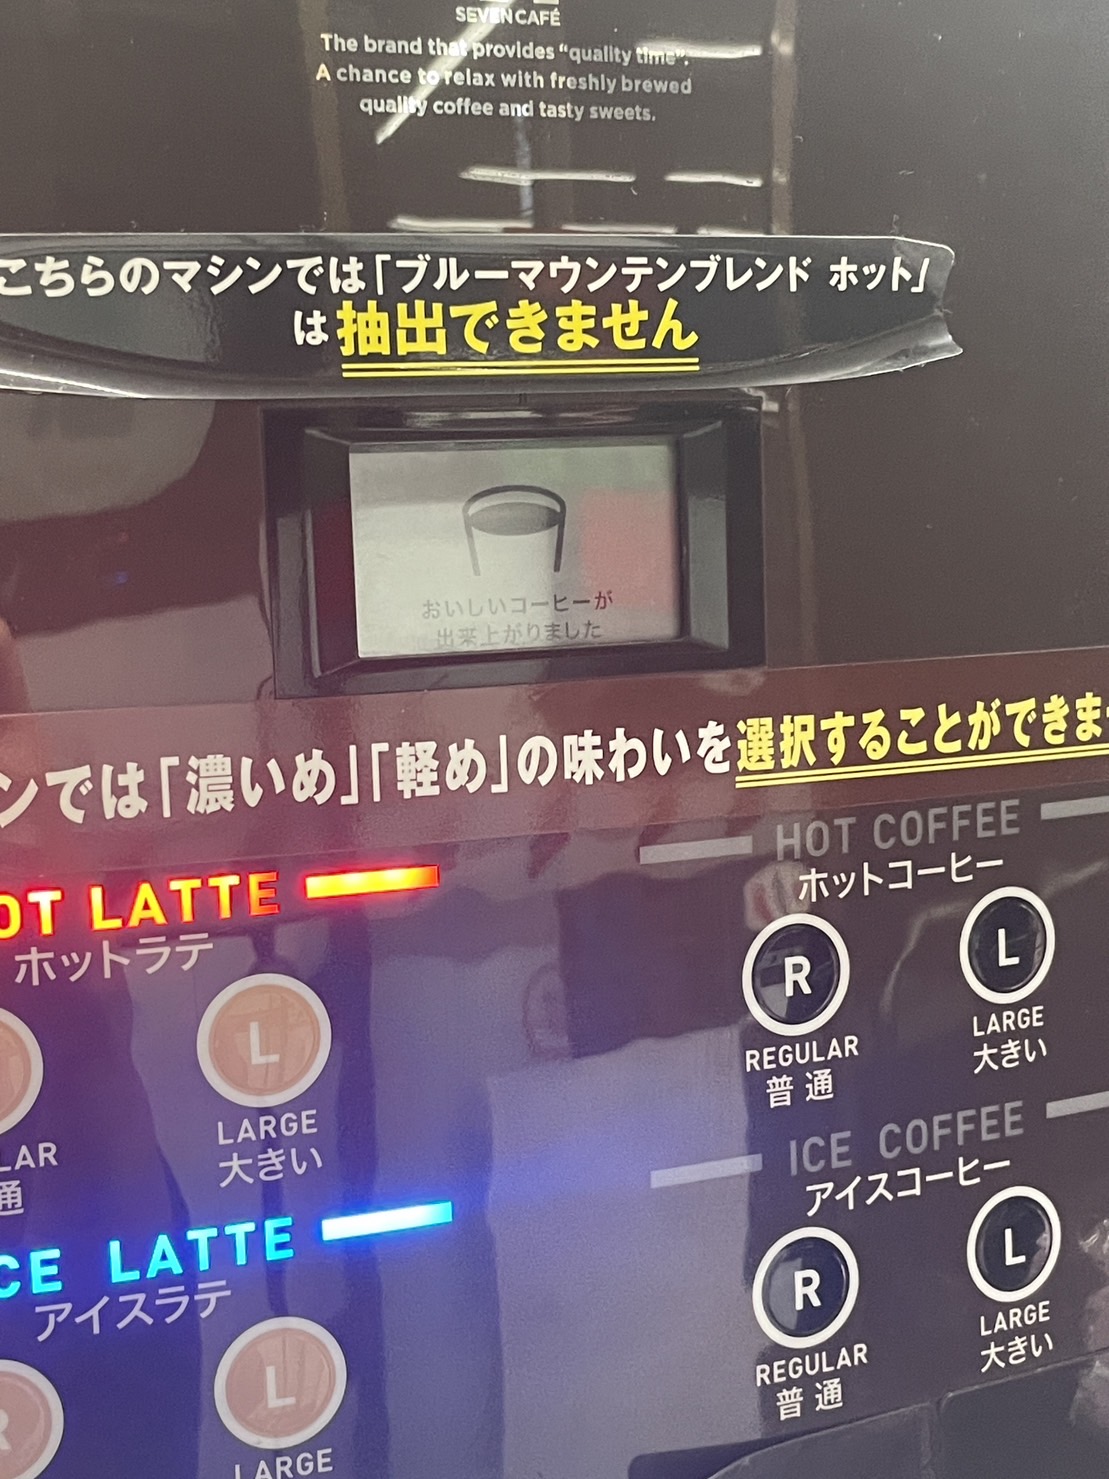 SEVEN CAFÉ
The brand that provides “quality time”.
A chance to relax with freshly brewed
quality coffee and tasty sweets.
こちらのマシンでは「ブルーマウンテンブレンド ホット」
は抽出できません
おいしいコーヒーが
出来上がりました
ンでは「濃いめ」「軽め」の味わいを選択することができま
OT LATTE
ホットラテ
L
LARGE
大きい
LAR
通
HOT COFFEE
ホットコーヒー
R
REGULAR
普通
L
LARGE
大きい
CE LATTE
アイスラテ
R
L
LARGE
ICE COFFEE
アイスコーヒー
R
REGULAR
普通
L
LARGE
大きい